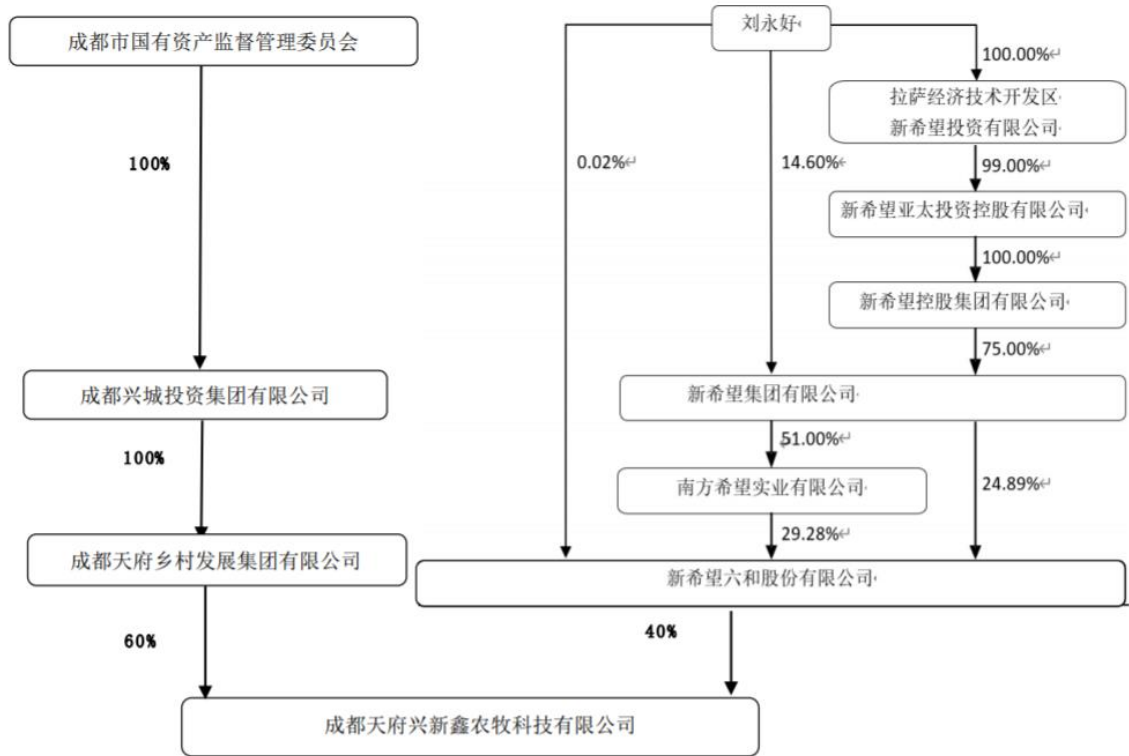 成都市国有资产监督管理委员会
刘永好
100.00%
拉萨经济技术开发区
新希望投资有限公司
100%
0.02%
14.60%
99.00%
新希望亚太投资控股有限公司
100.00%
新希望控股集团有限公司
75.00%
成都兴城投资集团有限公司
新希望集团有限公司
100%
51.00%
南方希望实业有限公司
24.89%
29.28%
成都天府乡村发展集团有限公司
新希望六和股份有限公司
60%
40%
成都天府兴新鑫农牧科技有限公司